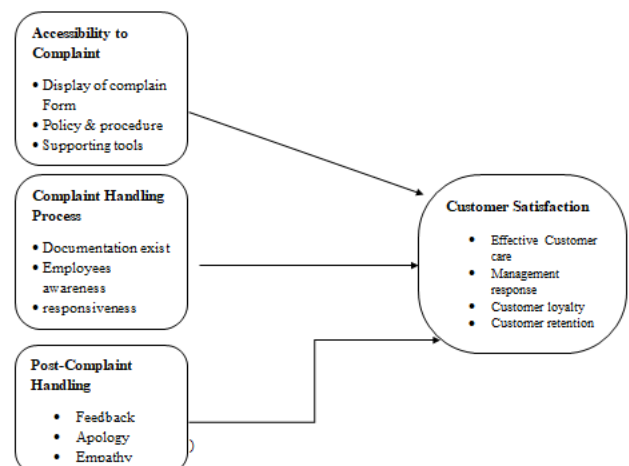 Accessibility to
Complaint
• Display of complain
Form
• Policy & procedure
• Supporting tools
Complaint Handling
Process
• Documentation exist
• Employees
awareness
• responsiveness
Post-Complaint
Handling
• Feedback
• Apology
• Empathy
)
Customer Satisfaction
• Effective Customer
care
• Management
response
• Customer loyalty
• Customer retention